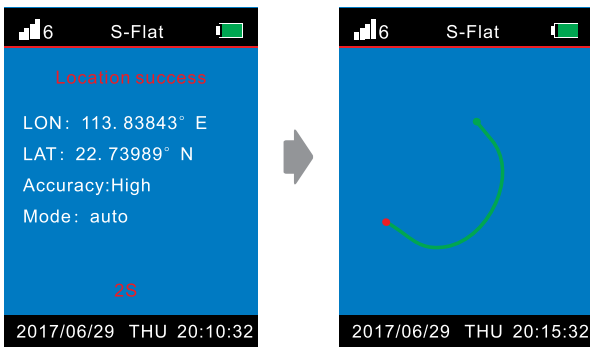 6 S-Flat
Location success
LON: 113. 83843° E
LAT: 22. 73989° N
Accuracy:High
Mode: auto
2S
2017/06/29 THU 20:10:32
6 S-Flat
2017/06/29 THU 20:15:32